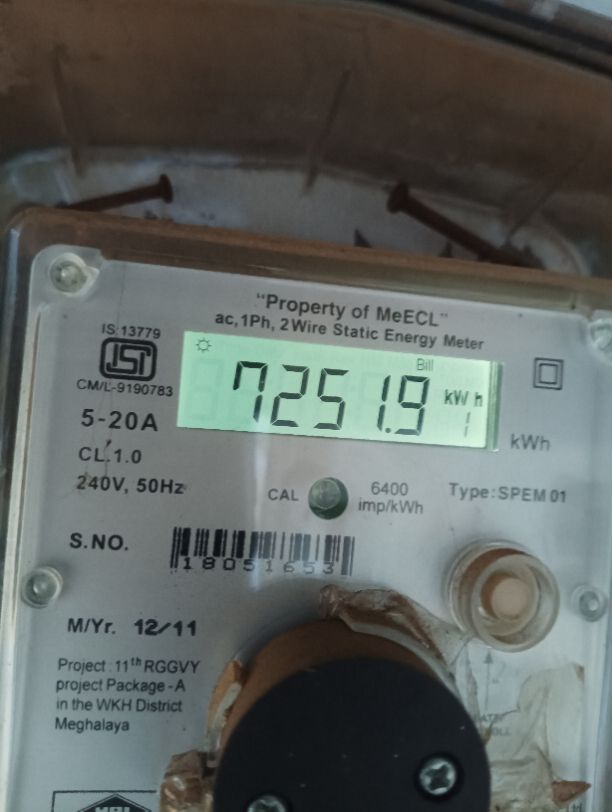 "Property of MeECL"
ac,1Ph, 2Wire Static Energy Meter
IS:13779
CM/L-9190783
Bill
7251.9 kWh
1
kWh
5-20A
CL.1.0
240V, 50Hz
CAL
6400
imp/kWh
Type:SPEM 01
S.NO.
18051653
M/Yr. 12/11
Project : 11th RGGVY
project Package -A
in the WKH District
Meghalaya